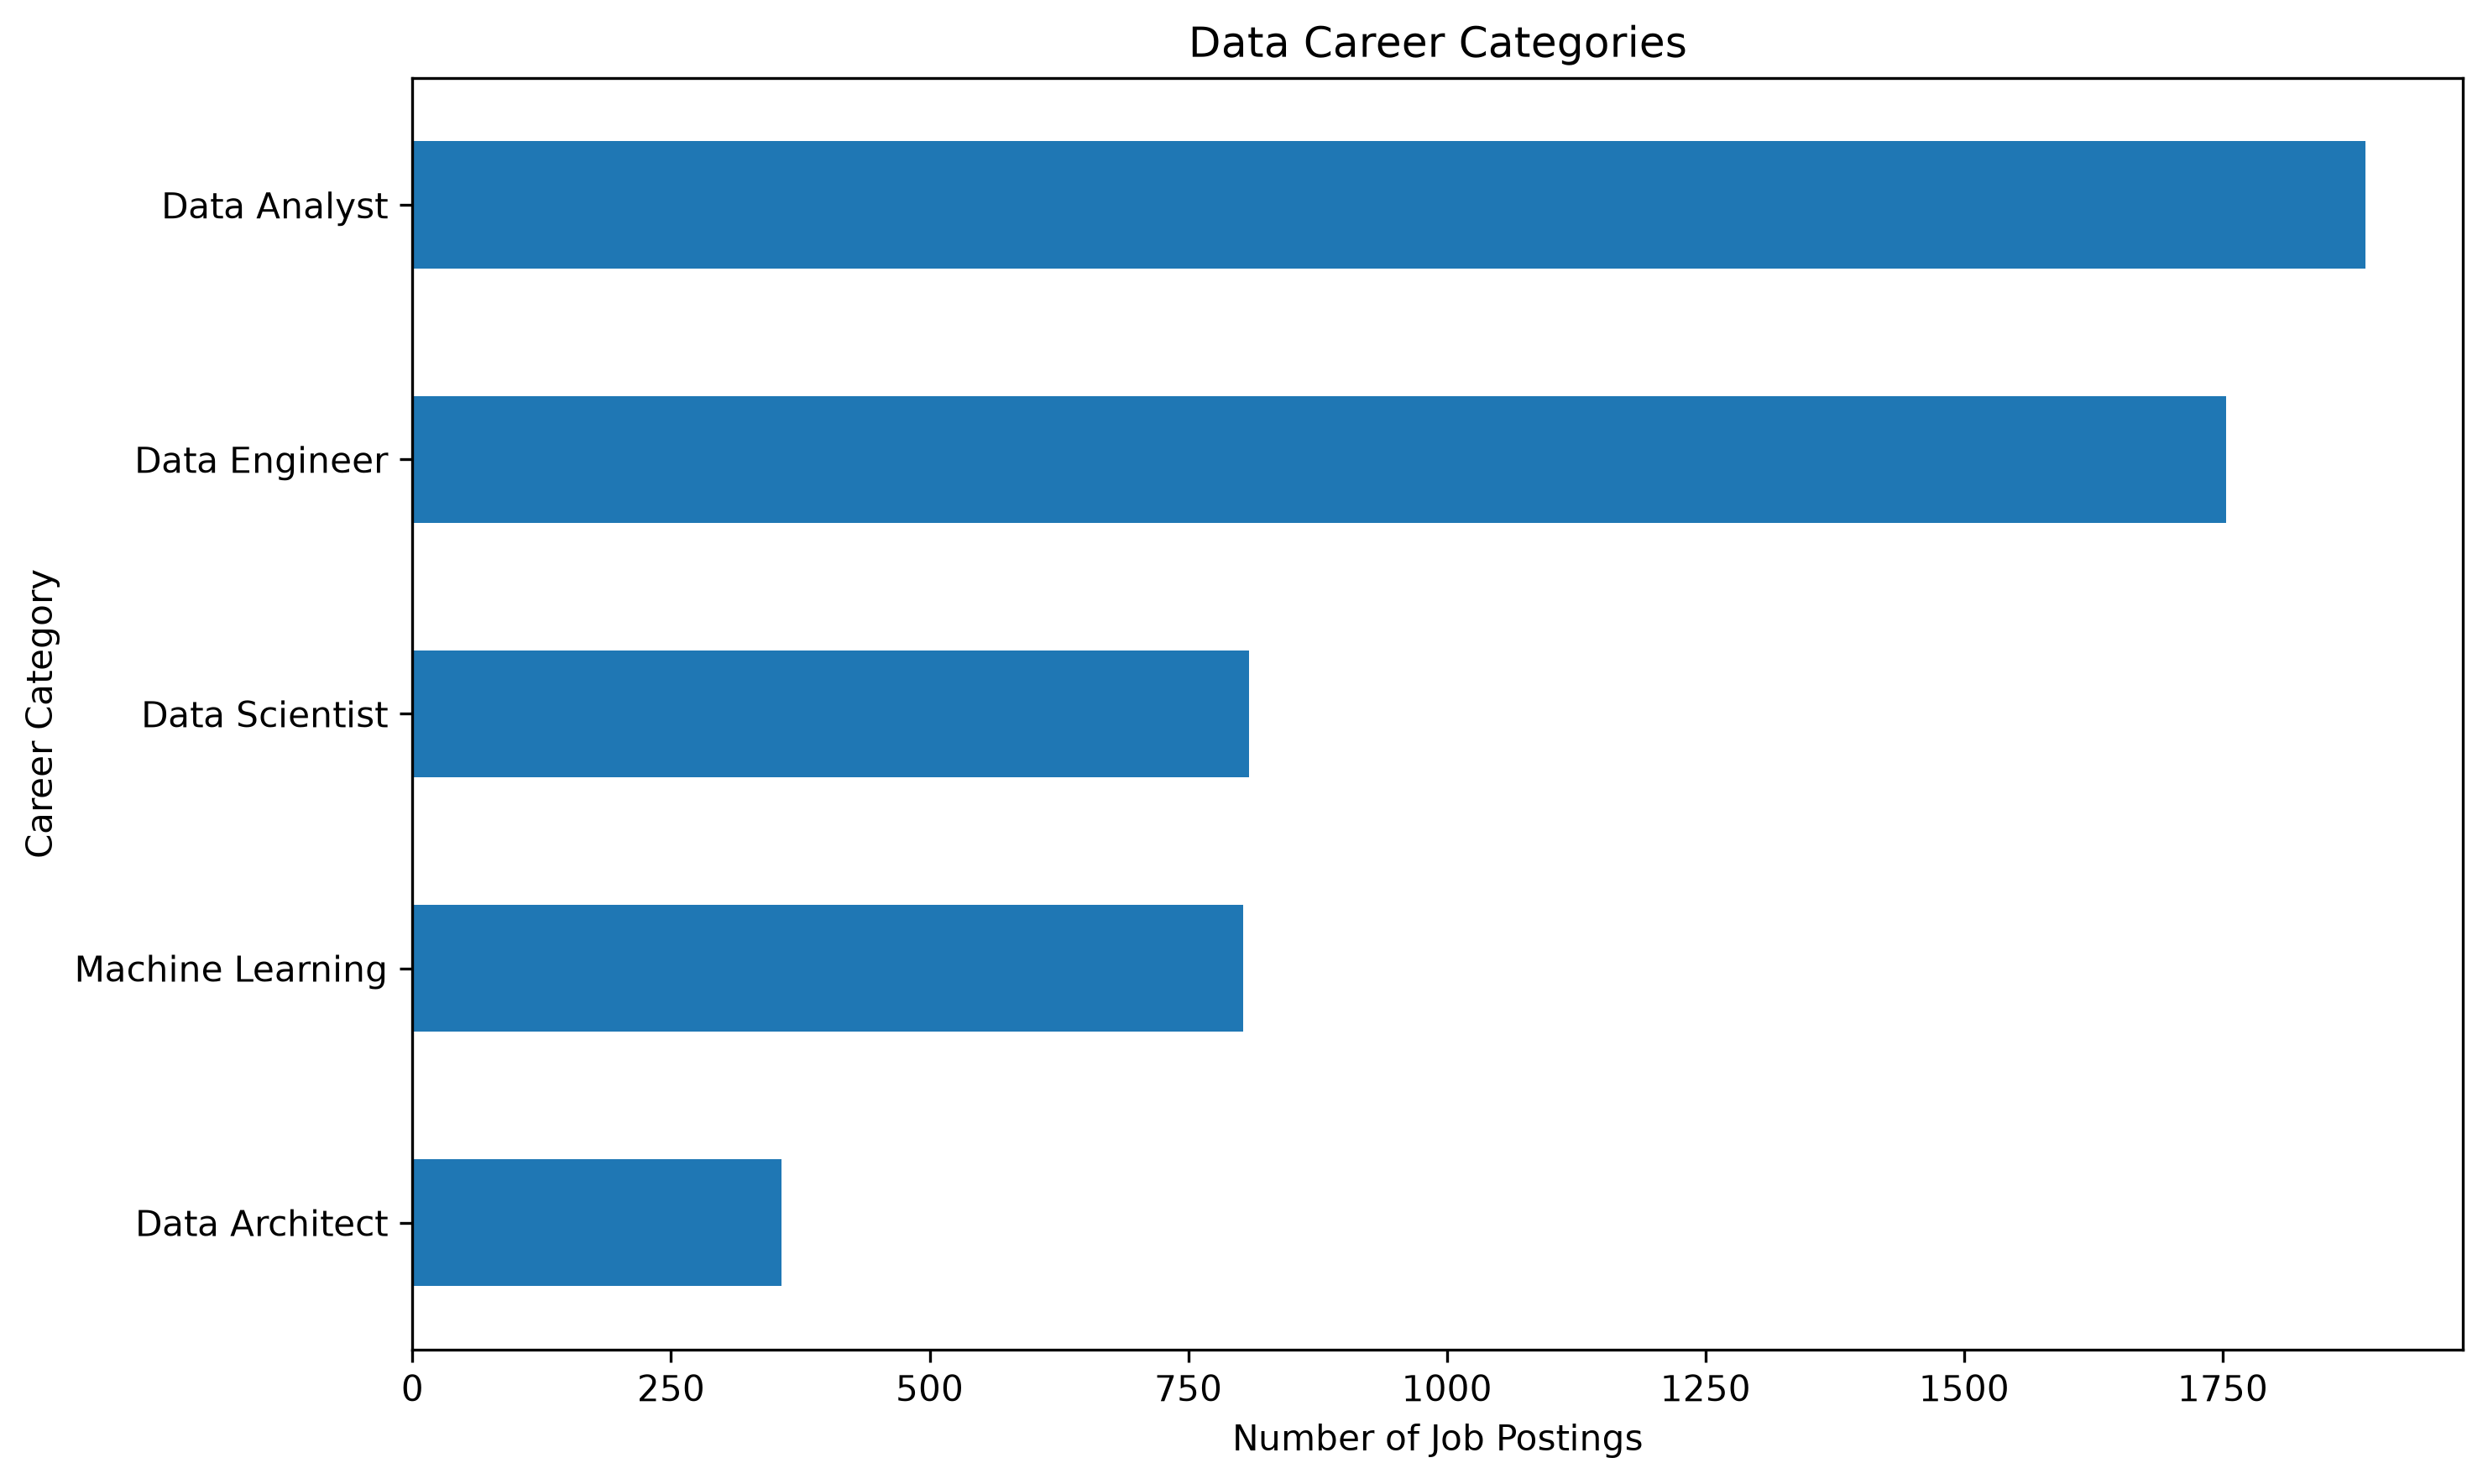 Data Career Categories
Data Analyst
Data Engineer
Data Scientist
Machine Learning
Data Architect
Career Category
0 250 500 750 1000 1250 1500 1750
Number of Job Postings